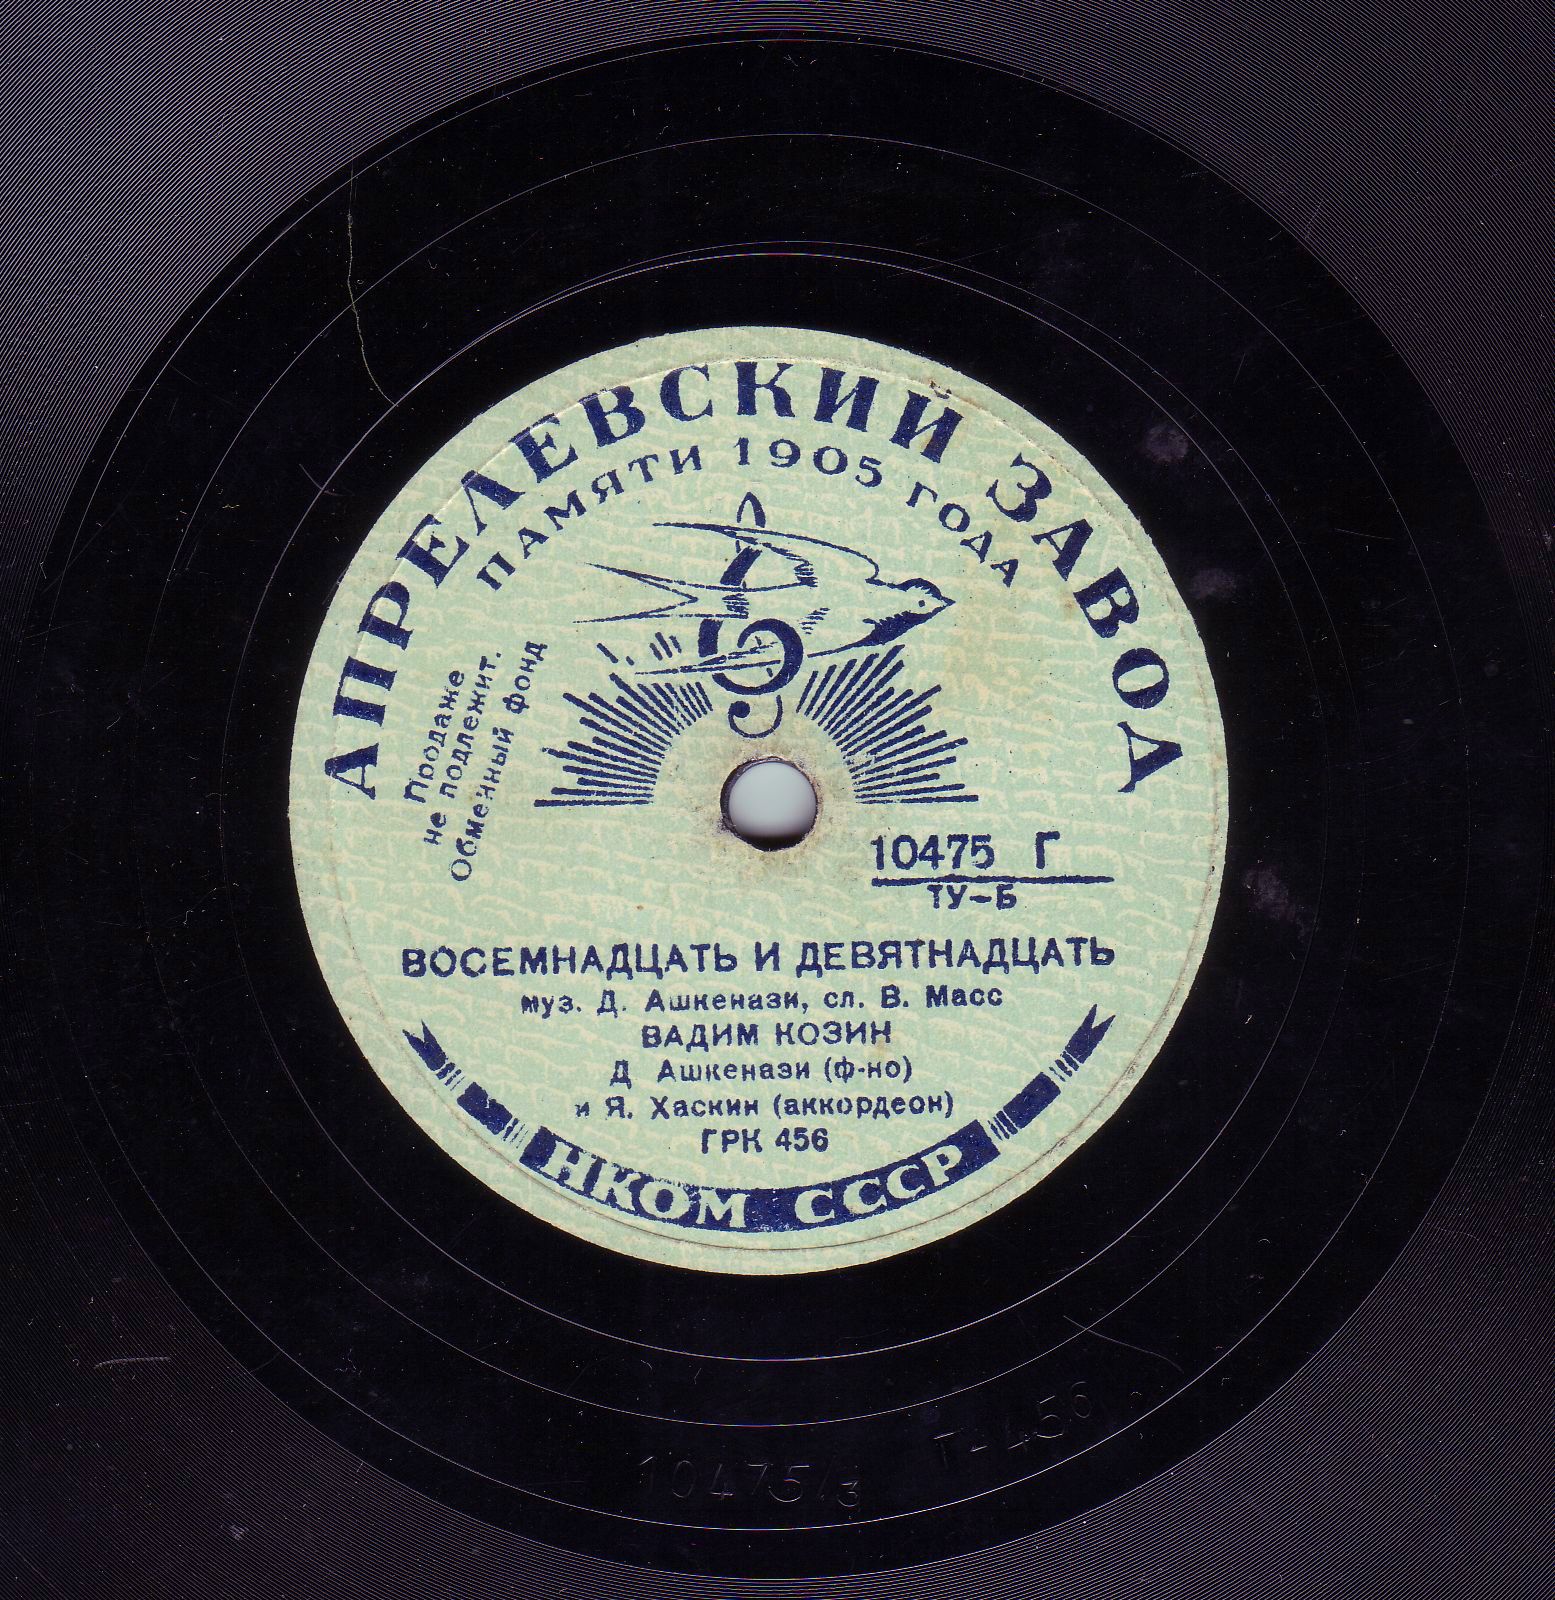 АПРЕЛЕВСКИЙ ЗАВОД
ПАМЯТИ 1905 ГОДА
Продаже
не подлежит.
Обменный фонд
10475 Г
ТУ-Б
ВОСЕМНАДЦАТЬ И ДЕВЯТНАДЦАТЬ
муз. Д. Ашкенази, сл. В. Масс
ВАДИМ КОЗИН
Д Ашкенази (ф-но)
и Я. Хаскин (аккордеон)
ГРК 456
НКОМ СССР
10475/3
Г-456